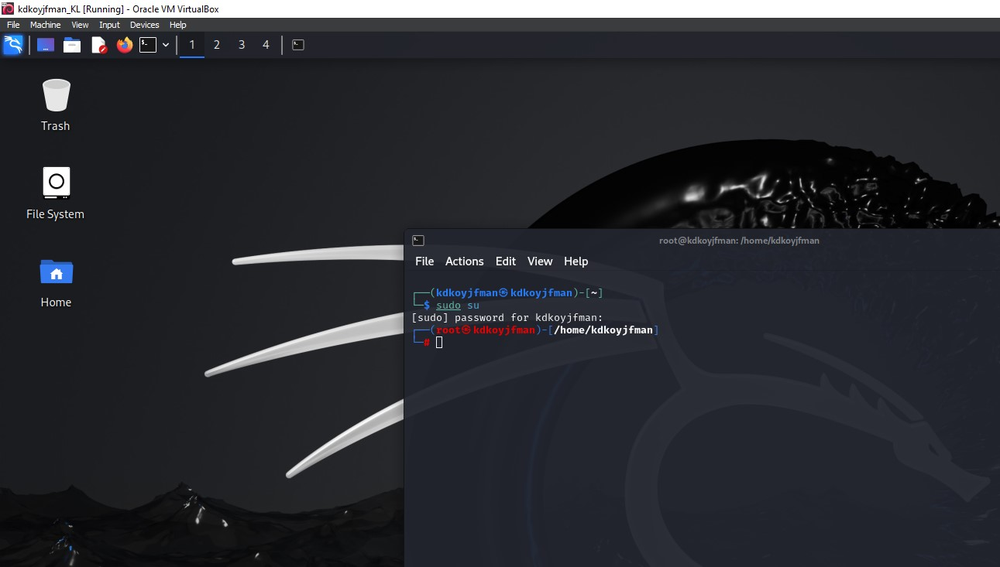 kdkoyjfman_KL [Running] - Oracle VM VirtualBox
File Machine View Input Devices Help
1 2 3 4
Trash
File System
Home
root@kdkoyjfman: /home/kdkoyjfman
File Actions Edit View Help
┌──(kdkoyjfman㉿kdkoyjfman)-[~]
└─$ sudo su
[sudo] password for kdkoyjfman:
┌──(root㉿kdkoyjfman)-[/home/kdkoyjfman]
└─#